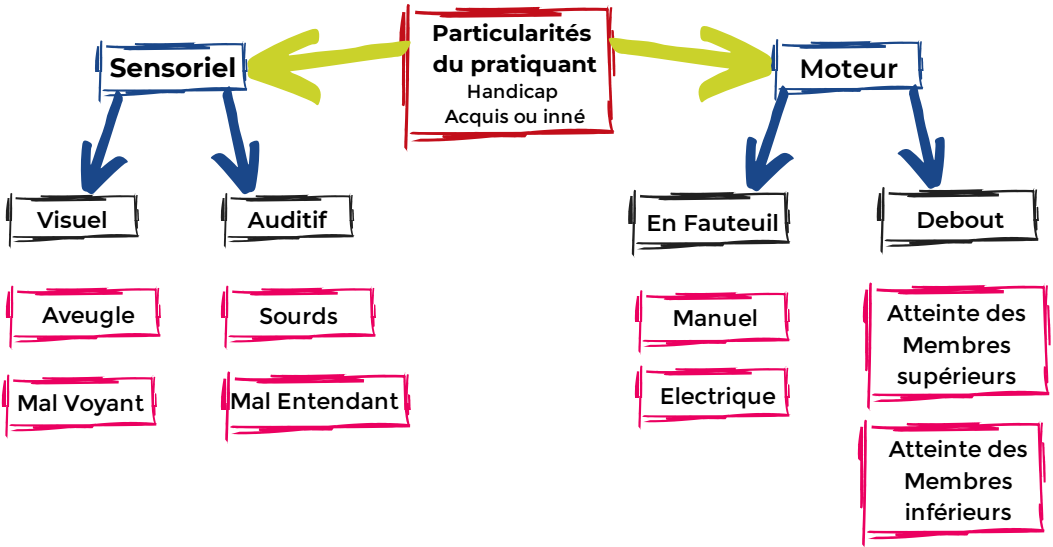 Particularités
du pratiquant
Handicap
Acquis ou inné
Sensoriel
Moteur
Visuel
Auditif
En Fauteuil
Debout
Aveugle
Sourds
Manuel
Atteinte des
Membres
supérieurs
Mal Voyant
Mal Entendant
Electrique
Atteinte des
Membres
inférieurs